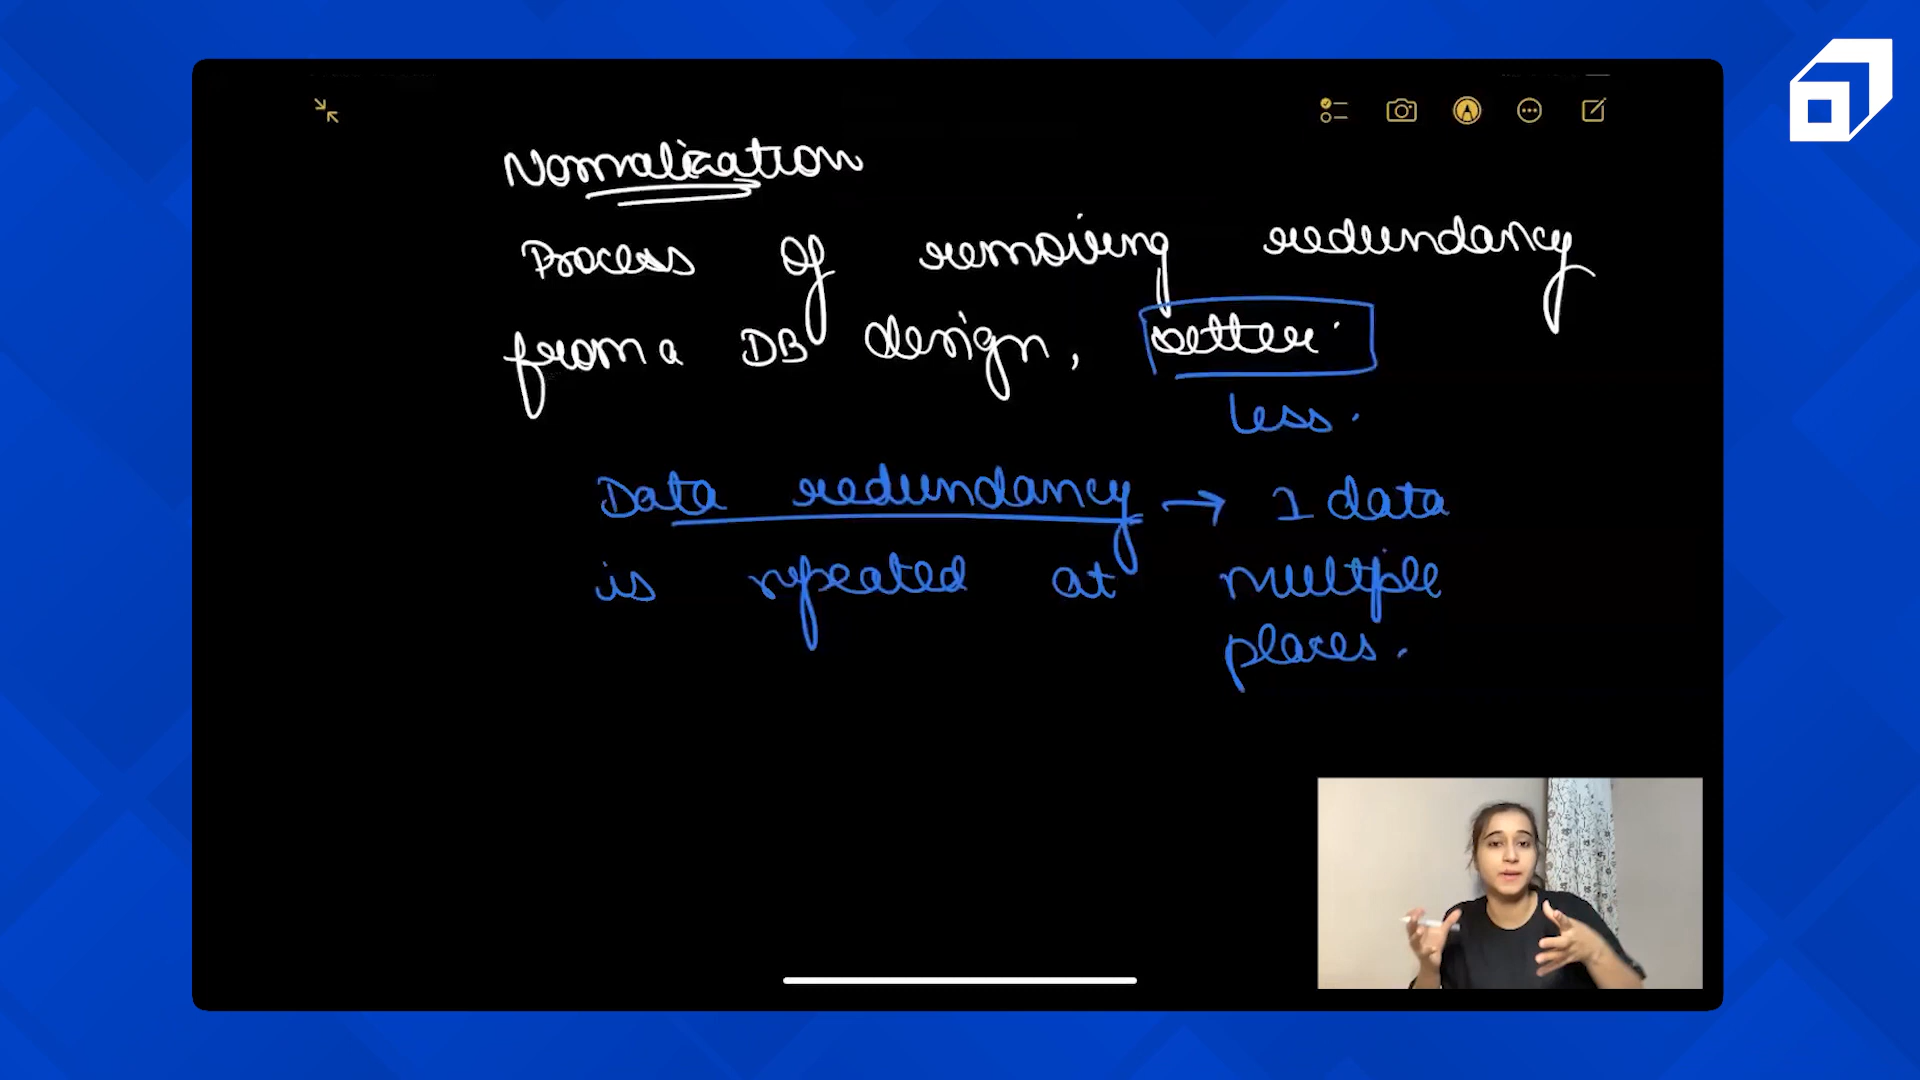 Normalization
Process of removing redundancy
from a DB design, better.
less.
Data redundancy → 1 data
is repeated at multiple
places.